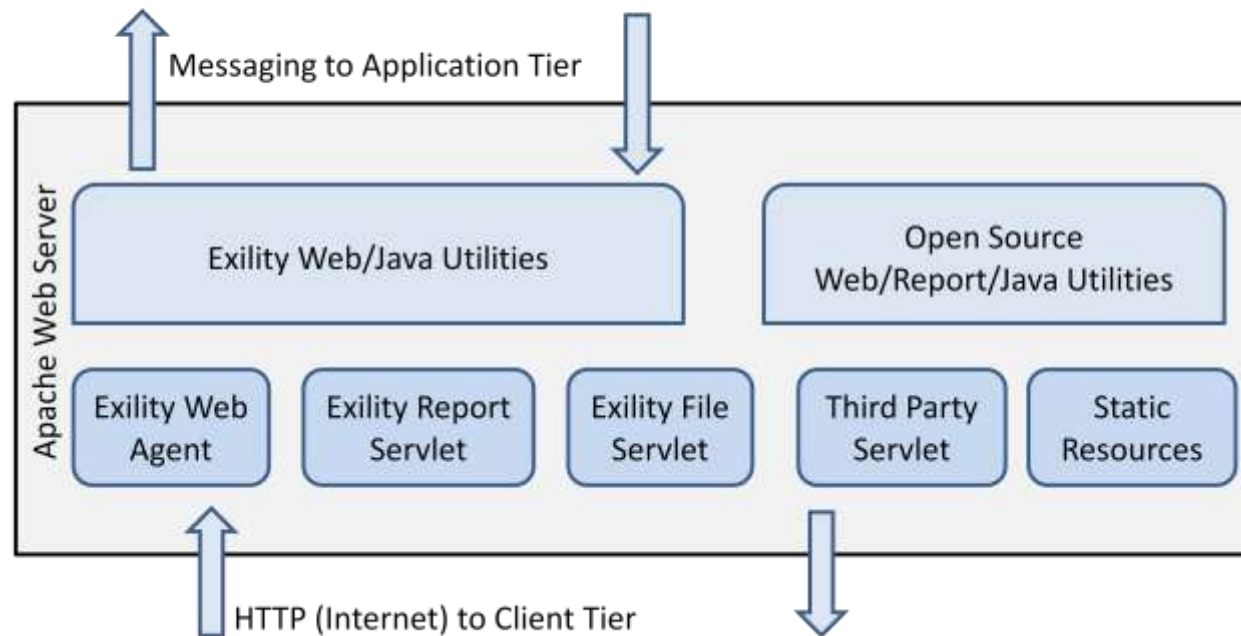 Messaging to Application Tier
Apache Web Server
Exility Web/Java Utilities
Open Source
Web/Report/Java Utilities
Exility Web
Agent
Exility Report
Servlet
Exility File
Servlet
Third Party
Servlet
Static
Resources
HTTP (Internet) to Client Tier